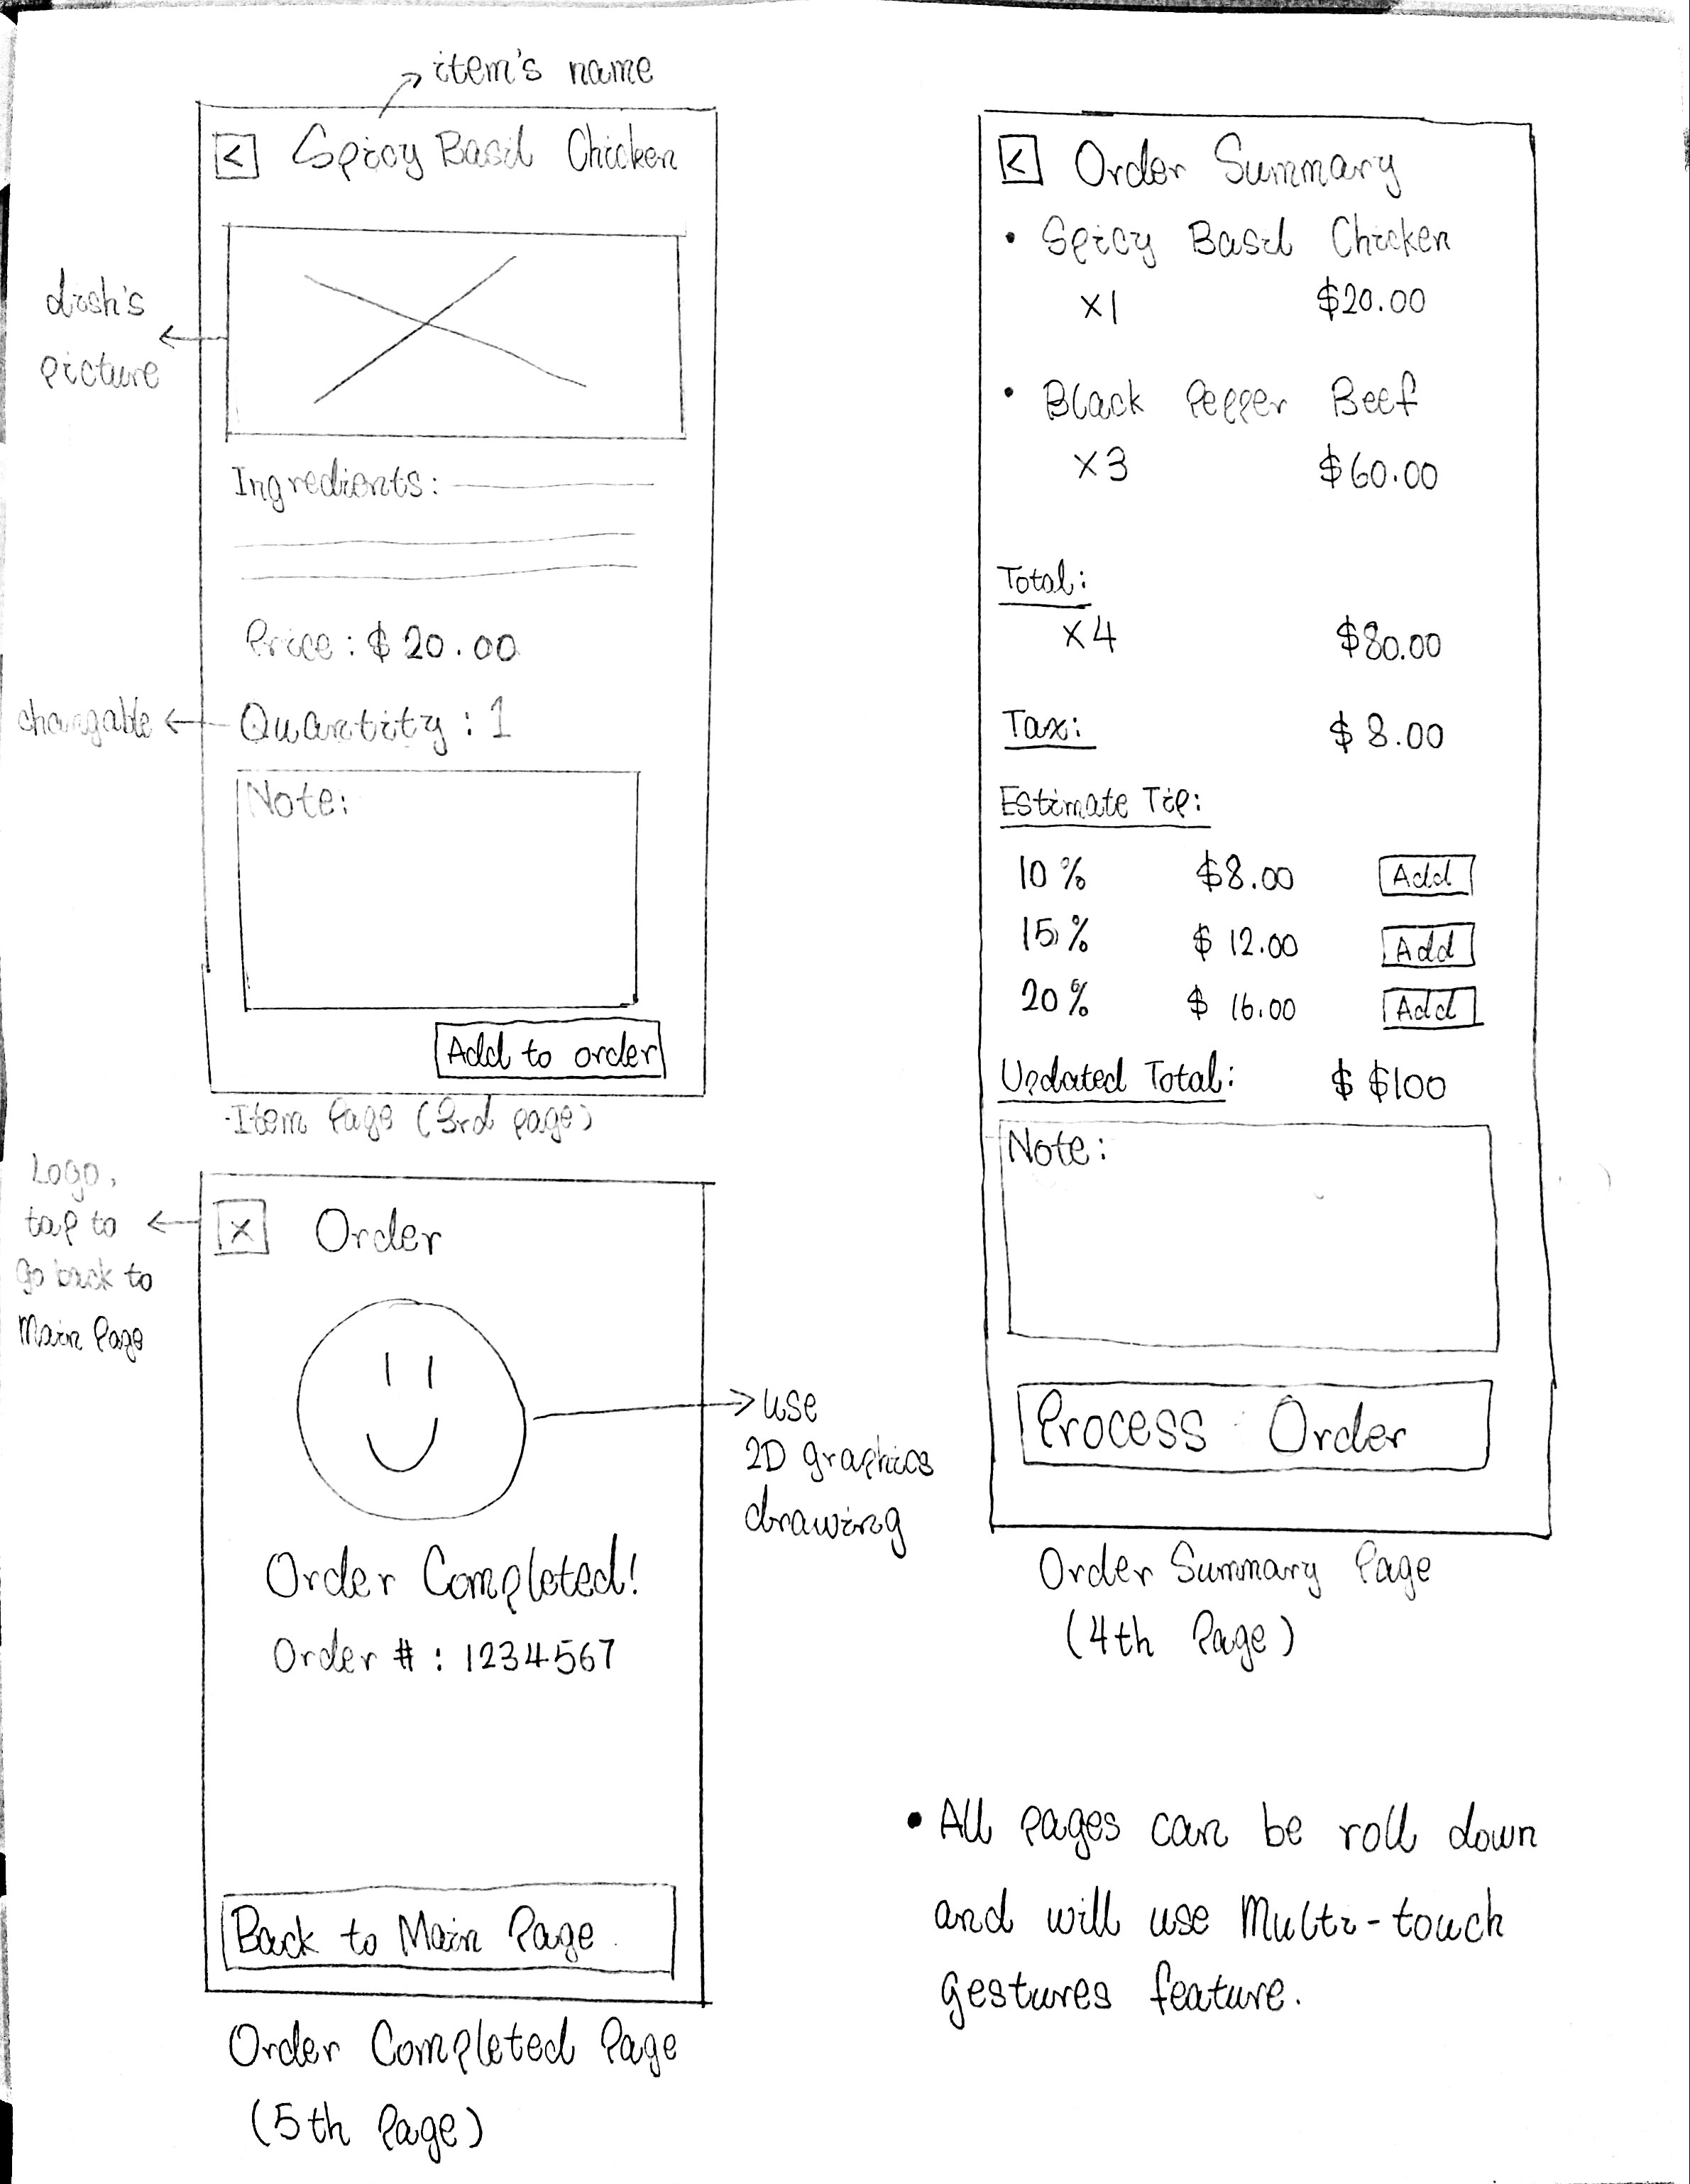 item's name
< Spicy Basil Chicken
dish's
picture
Ingredients:
Price: $ 20.00
changable
Quantity: 1
Note:
Add to order
Item Page (3rd page)
Logo,
tap to
go back to
Main Page
X Order
use
2D graphics
drawing
Order Completed!
Order #: 1234567
Back to Main Page
Order Completed Page
(5th Page)
< Order Summary
• Spicy Basil Chicken
x1 $20.00
• Black Pepper Beef
x3 $60.00
Total:
x4 $80.00
Tax: $ 8.00
Estimate Tip:
10% $8.00 Add
15% $ 12.00 Add
20% $ 16.00 Add
Updated Total: $ $100
Note:
Process Order
Order Summary Page
(4th Page)
• All pages can be roll down
and will use Multi-touch
gestures feature.